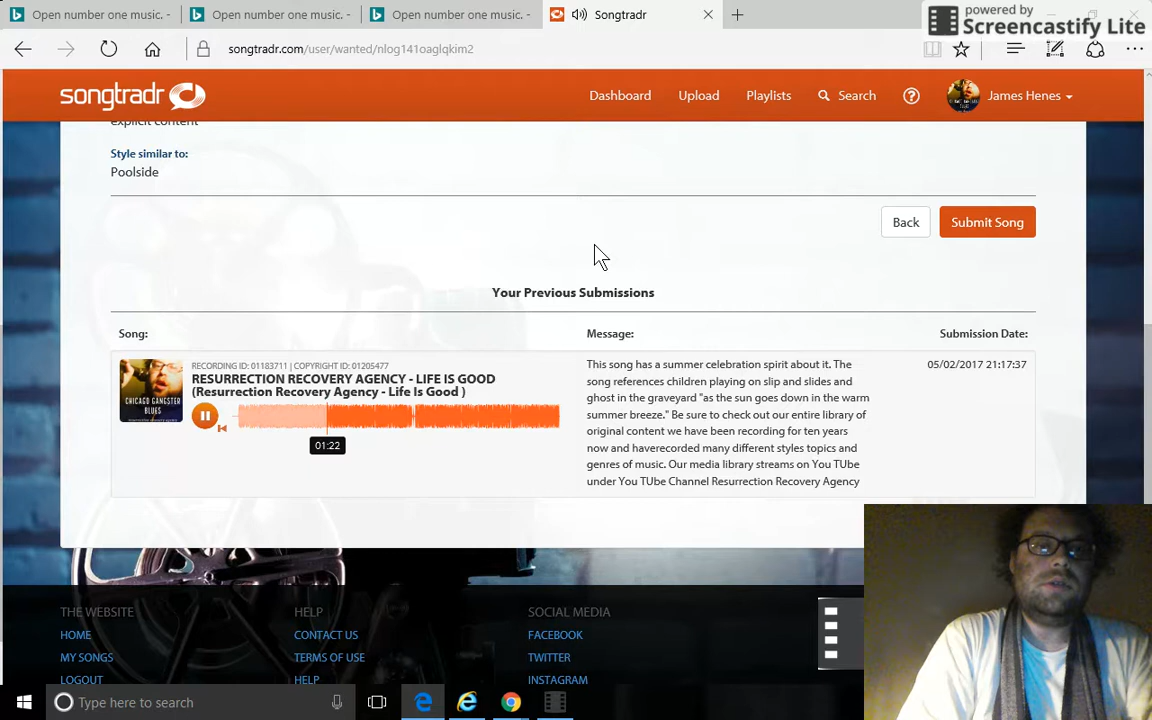 Open number one music. -
Open number one music. -
Open number one music. -
Songtradr
powered by
Screencastify Lite
songtradr.com/user/wanted/nlog141oaglqkim2
songtradr
Dashboard
Upload
Playlists
Search
James Henes
explicit content
Style similar to:
Poolside
Back
Submit Song
Your Previous Submissions
Song:
Message:
Submission Date:
RECORDING ID: 01183711 | COPYRIGHT ID: 01205477
RESURRECTION RECOVERY AGENCY - LIFE IS GOOD
(Resurrection Recovery Agency - Life Is Good )
01:22
CHICAGO GANGSTER
BLUES
This song has a summer celebration spirit about it. The
song references children playing on slip and slides and
ghost in the graveyard "as the sun goes down in the warm
summer breeze." Be sure to check out our entire library of
original content we have been recording for ten years
now and haverecorded many different styles topics and
genres of music. Our media library streams on You TUbe
under You TUbe Channel Resurrection Recovery Agency
05/02/2017 21:17:37
THE WEBSITE
HOME
MY SONGS
LOGOUT
HELP
CONTACT US
TERMS OF USE
HELP
SOCIAL MEDIA
FACEBOOK
TWITTER
INSTAGRAM
Type here to search